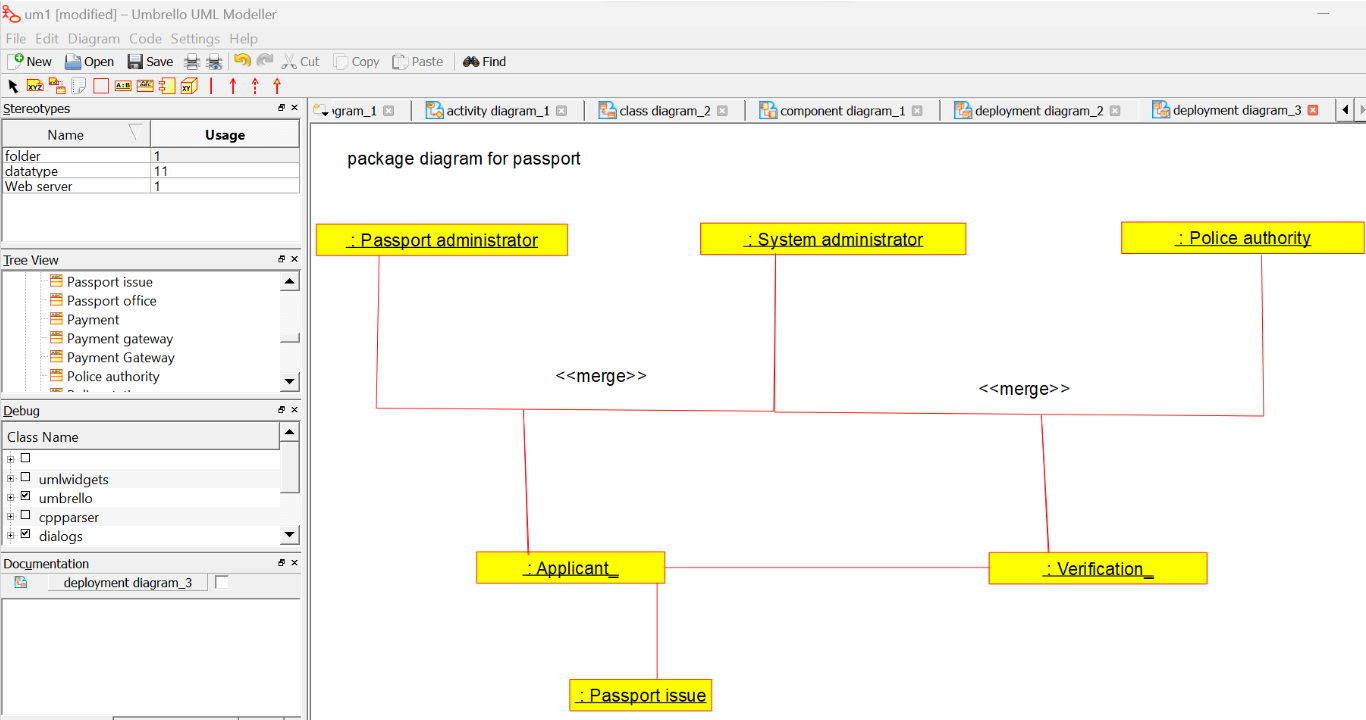 um1 [modified] – Umbrello UML Modeller
File Edit Diagram Code Settings Help
New Open Save Cut Copy Paste Find
Stereotypes
Name Usage
folder 1
datatype 11
Web server 1
Tree View
Passport issue
Passport office
Payment
Payment gateway
Payment Gateway
Police authority
Debug
Class Name
umlwidgets
umbrello
cppparser
dialogs
Documentation
deployment diagram_3
gram_1 activity diagram_1 class diagram_2 component diagram_1 deployment diagram_2 deployment diagram_3
package diagram for passport
: Passport administrator : System administrator : Police authority
<<merge>>
<<merge>>
: Applicant_ : Verification_
: Passport issue